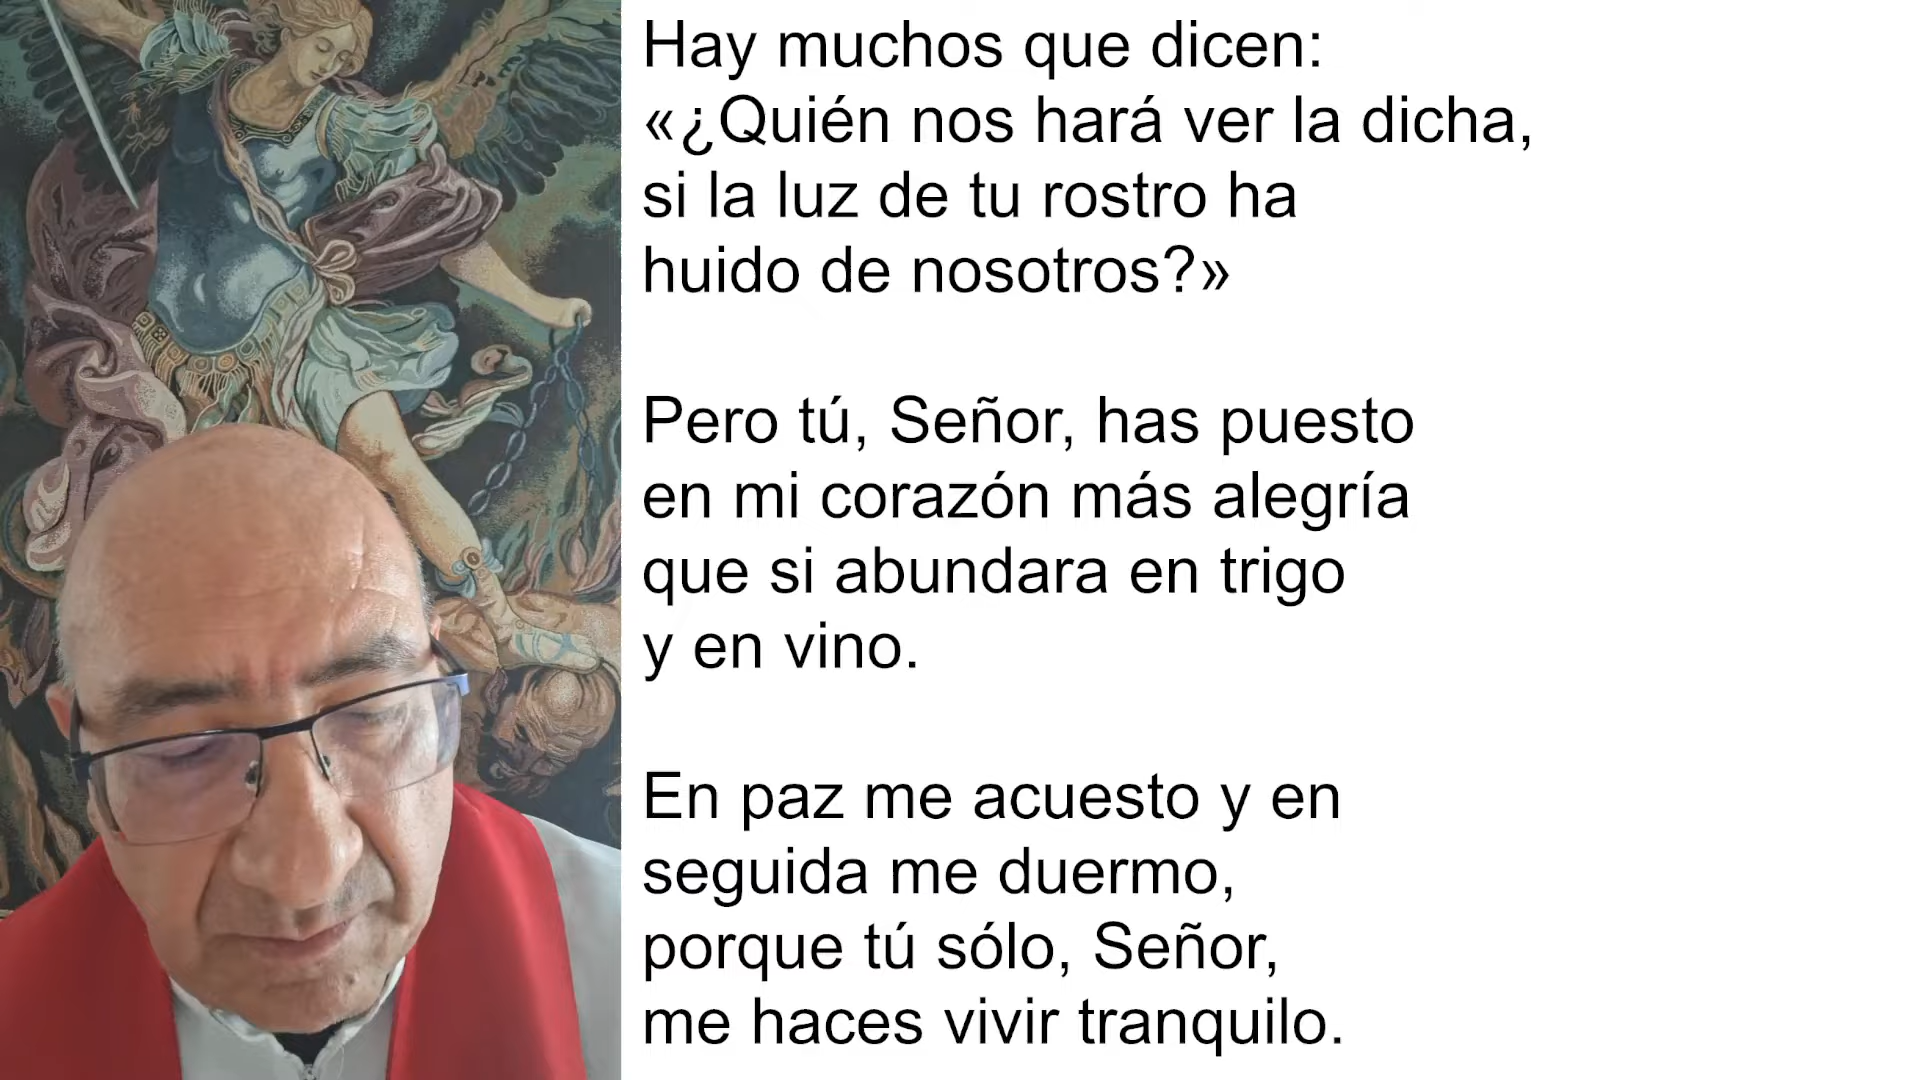 Hay muchos que dicen:
«¿Quién nos hará ver la dicha,
si la luz de tu rostro ha
huido de nosotros?»
Pero tú, Señor, has puesto
en mi corazón más alegría
que si abundara en trigo
y en vino.
En paz me acuesto y en
seguida me duermo,
porque tú sólo, Señor,
me haces vivir tranquilo.